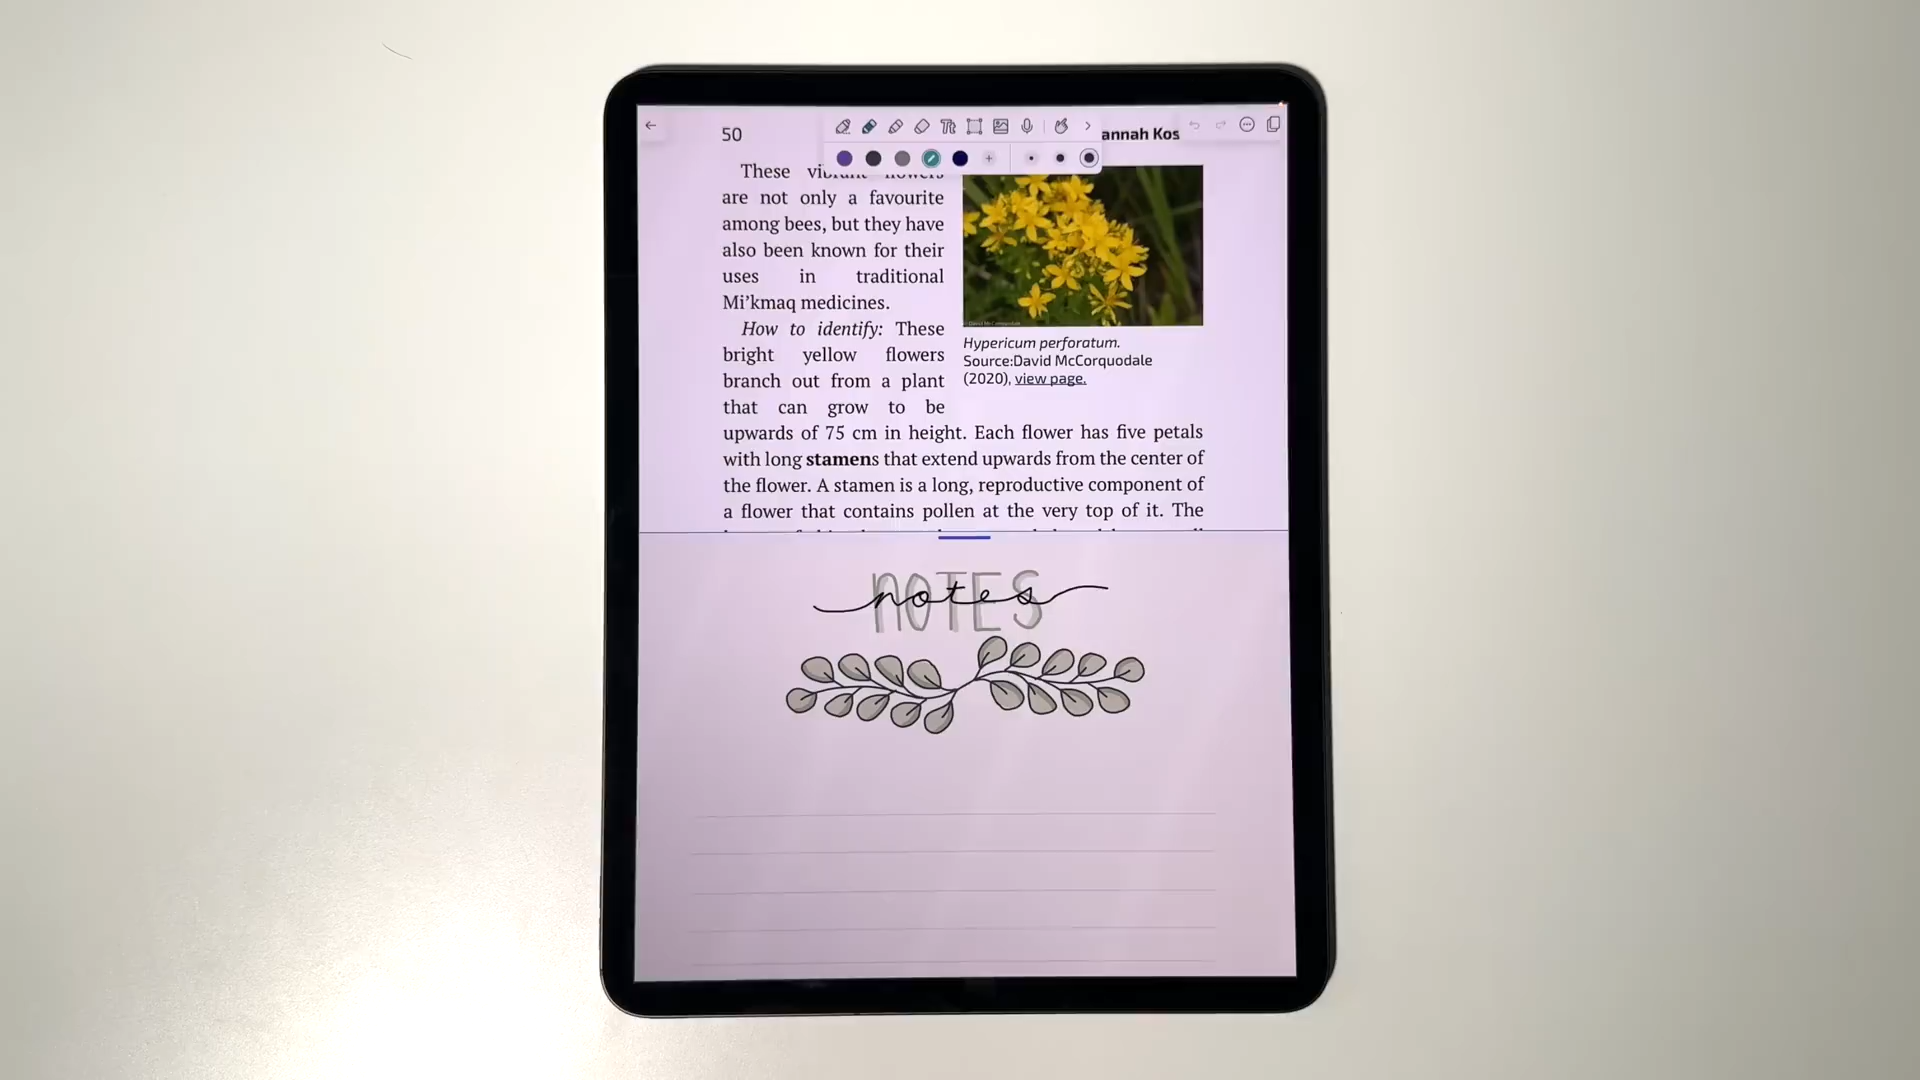 50
annah Kos
These vibrant flowers
are not only a favourite
among bees, but they have
also been known for their
uses in traditional
Mi’kmaq medicines.
How to identify: These
bright yellow flowers
branch out from a plant
that can grow to be
upwards of 75 cm in height. Each flower has five petals
with long stamens that extend upwards from the center of
the flower. A stamen is a long, reproductive component of
a flower that contains pollen at the very top of it. The
Hypericum perforatum.
Source:David McCorquodale
(2020), view page.
NOTES
notes